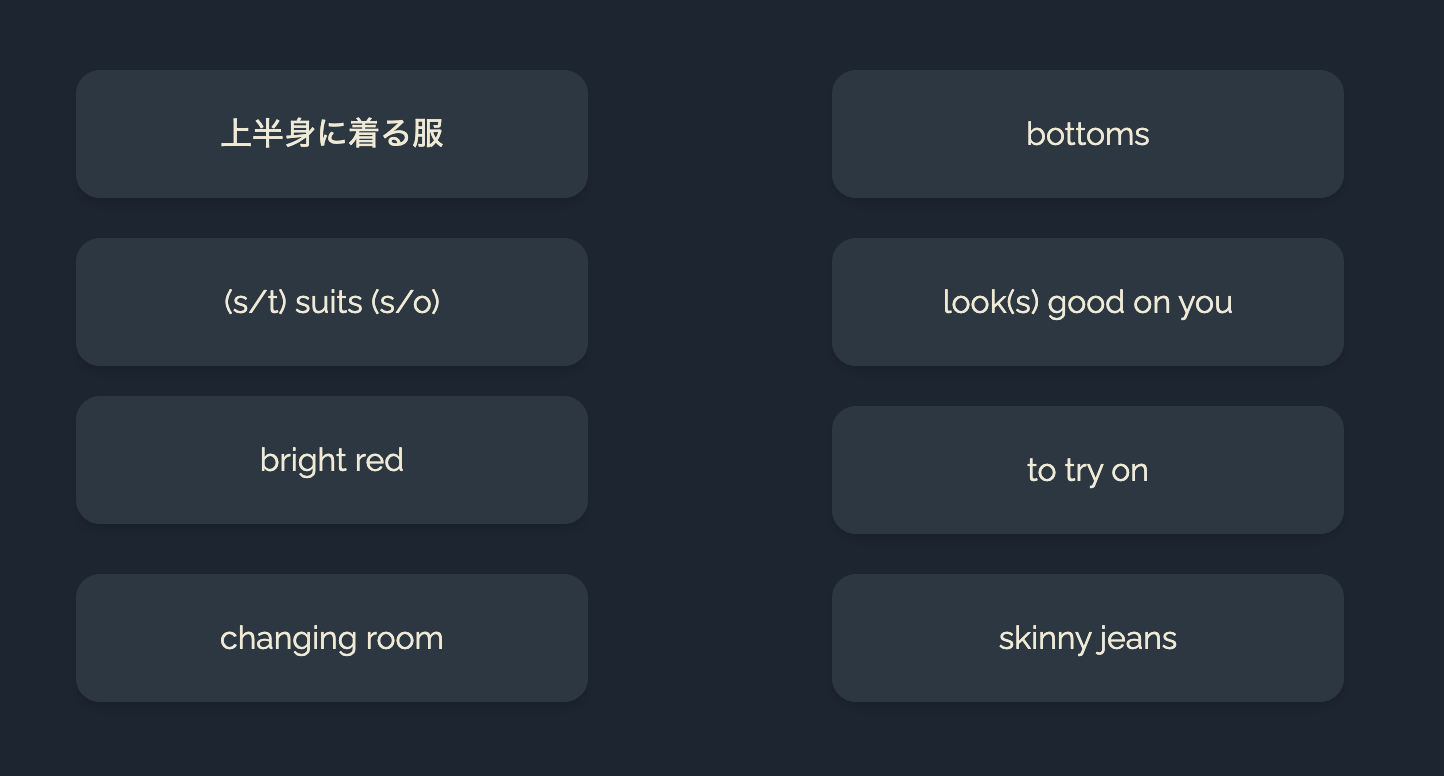 上半身に着る服
bottoms
(s/t) suits (s/o)
look(s) good on you
bright red
to try on
changing room
skinny jeans